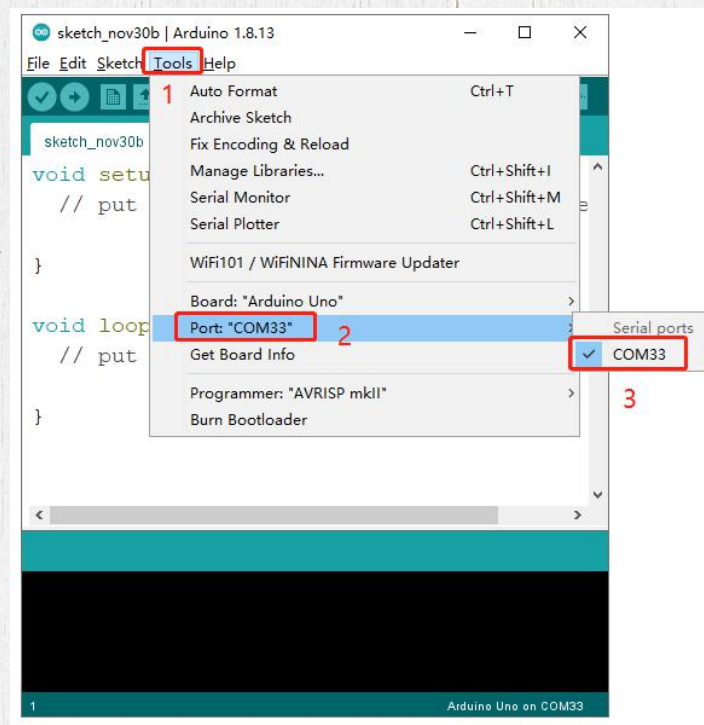 sketch_nov30b | Arduino 1.8.13
File Edit Sketch Tools Help
1
Auto Format Ctrl+T
Archive Sketch
sketch_nov30b
Fix Encoding & Reload
void setu
Manage Libraries... Ctrl+Shift+I
// put
Serial Monitor Ctrl+Shift+M
e
Serial Plotter Ctrl+Shift+L
}
WiFi101 / WiFiNINA Firmware Updater
Board: "Arduino Uno"
void loop
Port: "COM33"
2
Serial ports
// put
Get Board Info
COM33
3
Programmer: "AVRISP mkII"
}
Burn Bootloader
1
Arduino Uno on COM33